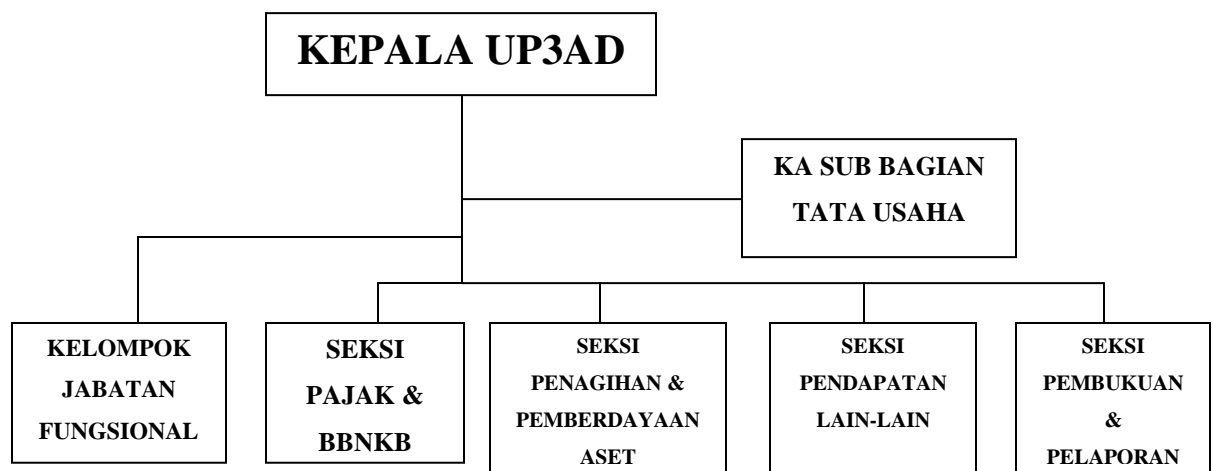 KEPALA UP3AD
KA SUB BAGIAN
TATA USAHA
KELOMPOK
JABATAN
FUNGSIONAL
SEKSI
PAJAK &
BBNKB
SEKSI
PENAGIHAN &
PEMBERDAYAAN
ASET
SEKSI
PENDAPATAN
LAIN-LAIN
SEKSI
PEMBUKUAN
&
PELAPORAN